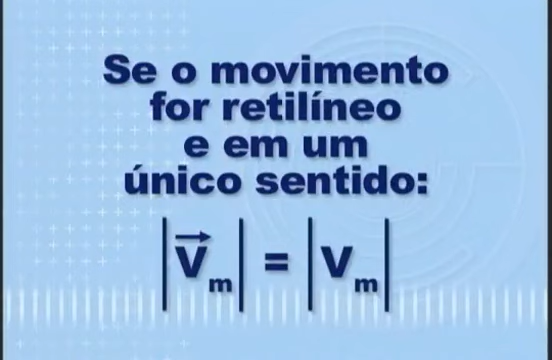 Se o movimento
for retilíneo
e em um
único sentido:
|V⃗m| = |Vm|